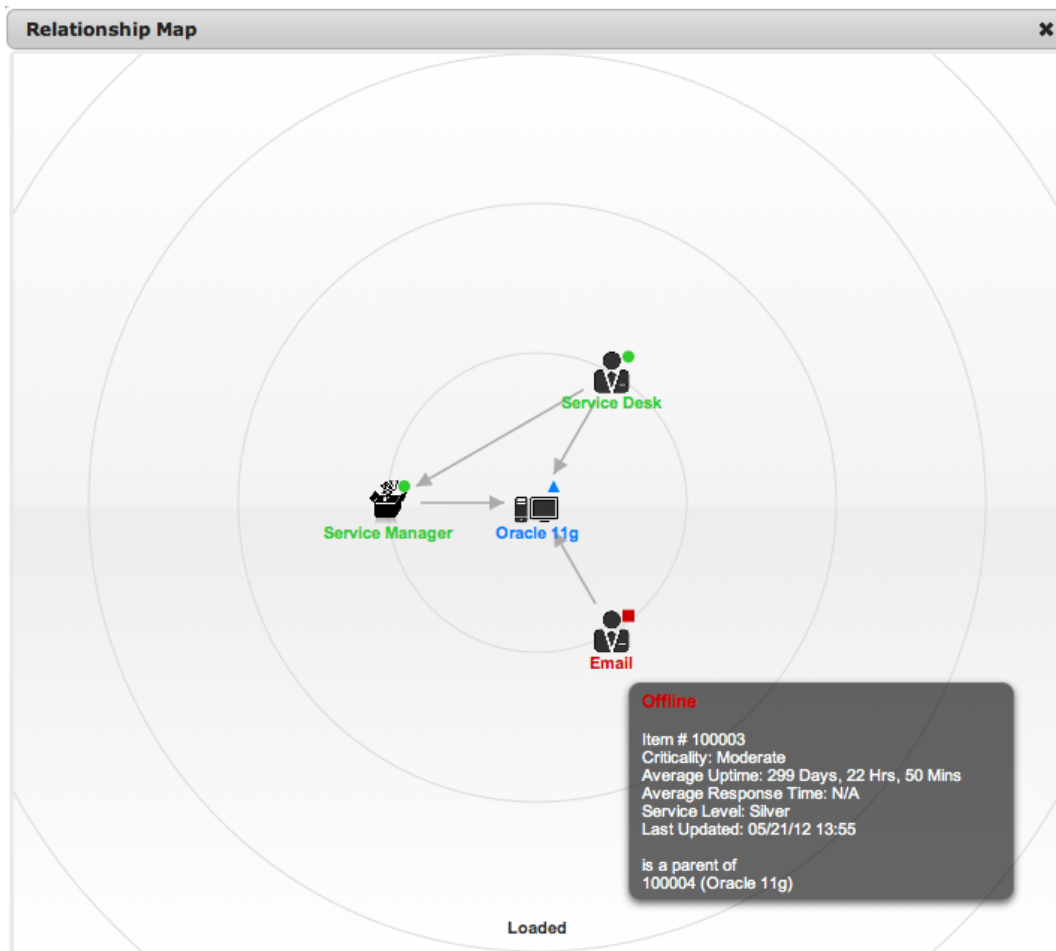 Relationship Map
Service Desk
Service Manager
Oracle 11g
Email
Offline
Item # 100003
Criticality: Moderate
Average Uptime: 299 Days, 22 Hrs, 50 Mins
Average Response Time: N/A
Service Level: Silver
Last Updated: 05/21/12 13:55
is a parent of
100004 (Oracle 11g)
Loaded